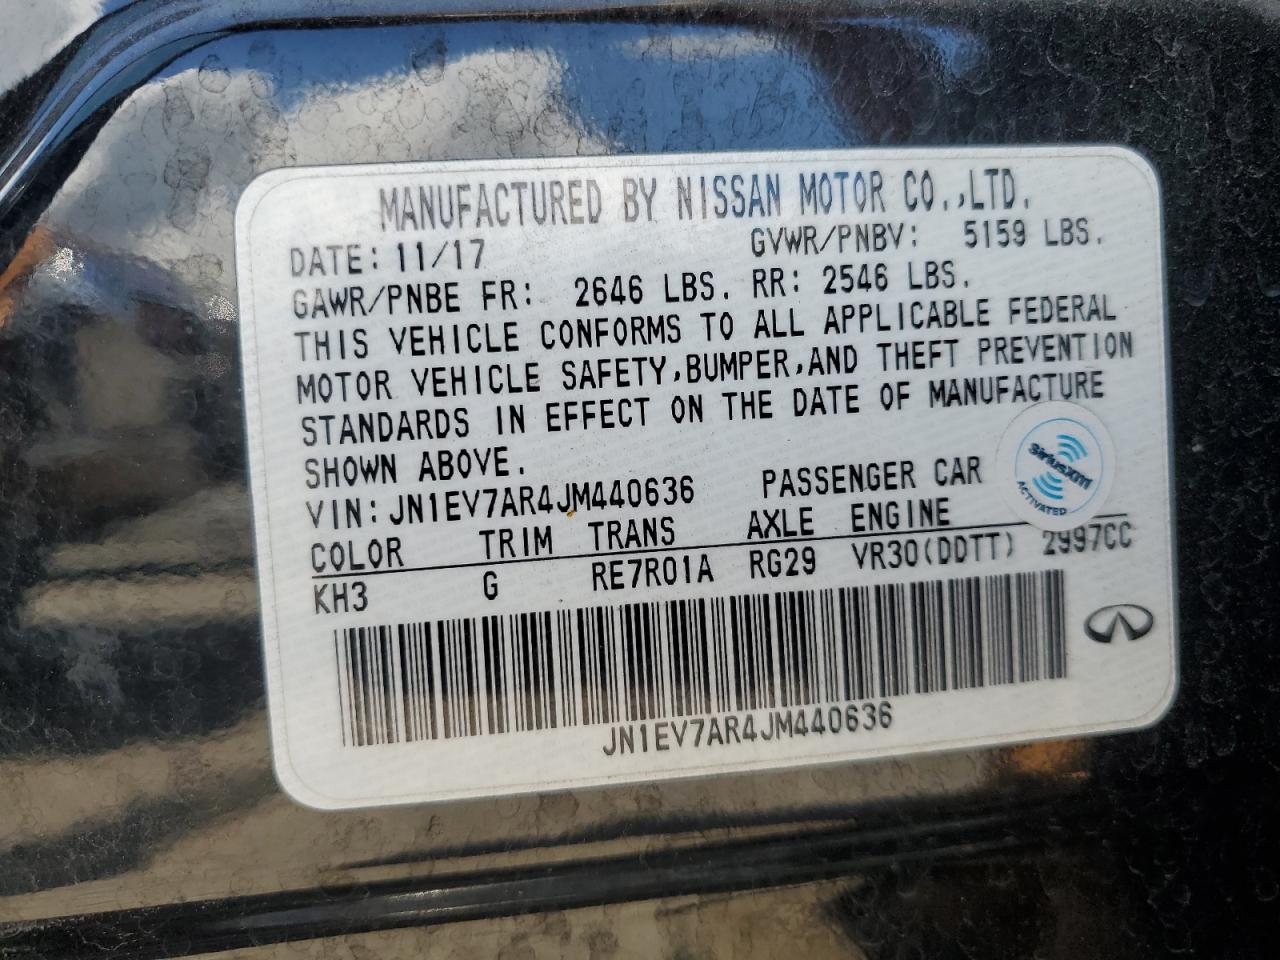 MANUFACTURED BY NISSAN MOTOR CO.,LTD.
DATE: 11/17 GVWR/PNBV: 5159 LBS.
GAWR/PNBE FR: 2646 LBS. RR: 2546 LBS.
THIS VEHICLE CONFORMS TO ALL APPLICABLE FEDERAL
MOTOR VEHICLE SAFETY,BUMPER,AND THEFT PREVENTION
STANDARDS IN EFFECT ON THE DATE OF MANUFACTURE
SHOWN ABOVE.
VIN: JN1EV7AR4JM440636 PASSENGER CAR
siriusxm
ACTIVATED
COLOR TRIM TRANS AXLE ENGINE
KH3 G RE7R01A RG29 VR30(DDTT) 2997CC
JN1EV7AR4JM440636